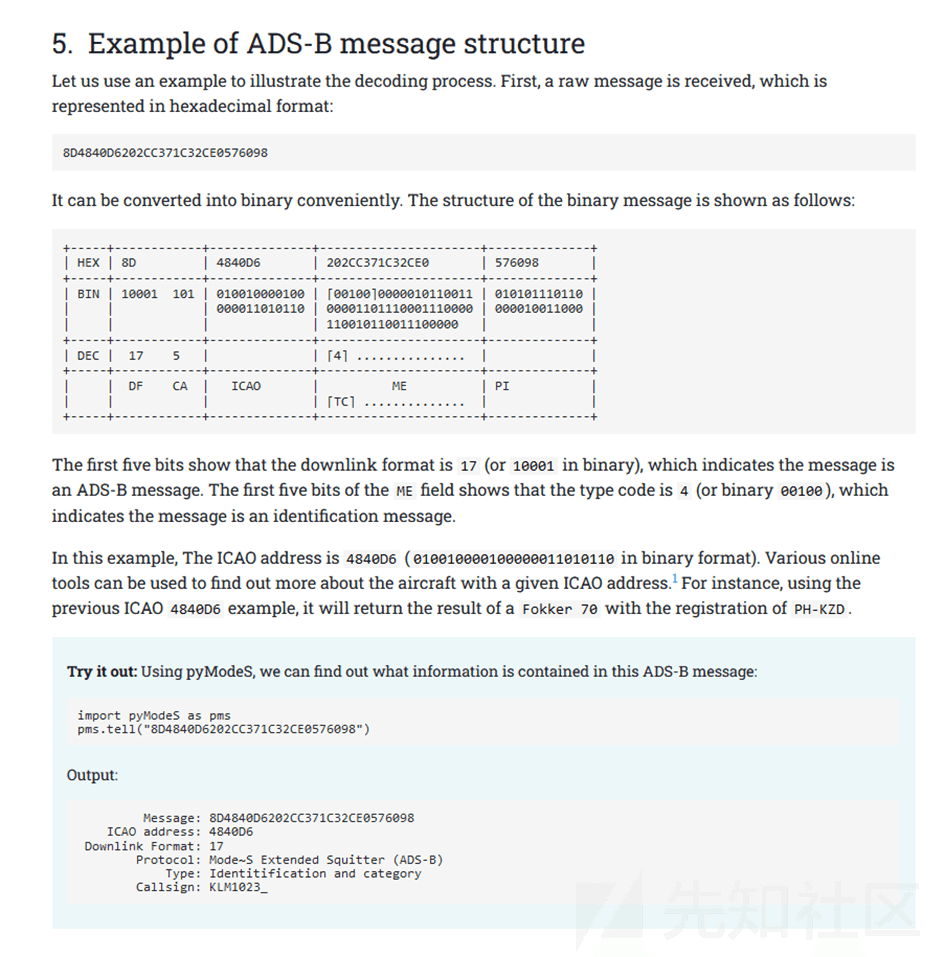 5. Example of ADS-B message structure
Let us use an example to illustrate the decoding process. First, a raw message is received, which is
represented in hexadecimal format:
8D4840D6202CC371C32CE0576098
It can be converted into binary conveniently. The structure of the binary message is shown as follows:
+-----+------------+--------------+-----------------------+--------------+
| HEX | 8D | 4840D6 | 202CC371C32CE0 | 576098 |
+-----+------------+--------------+-----------------------+--------------+
| BIN | 10001 101 | 010010000100 | [00100]0000010110011 | 010101110110 |
| | | 000011010110 | 00001101110001110000 | 000010011000 |
| | | | 110010110011100000 | |
+-----+------------+--------------+-----------------------+--------------+
| DEC | 17 5 | | [4] ............... | |
+-----+------------+--------------+-----------------------+--------------+
| | DF CA | ICAO | ME | PI |
| | | | [TC] .............. | |
+-----+------------+--------------+-----------------------+--------------+
The first five bits show that the downlink format is 17 (or 10001 in binary), which indicates the message is
an ADS-B message. The first five bits of the ME field shows that the type code is 4 (or binary 00100), which
indicates the message is an identification message.
In this example, The ICAO address is 4840D6 (010010000100000011010110 in binary format). Various online
tools can be used to find out more about the aircraft with a given ICAO address.1 For instance, using the
previous ICAO 4840D6 example, it will return the result of a Fokker 70 with the registration of PH-KZD.
Try it out: Using pyModeS, we can find out what information is contained in this ADS-B message:
import pyModeS as pms
pms.tell("8D4840D6202CC371C32CE0576098")
Output:
Message: 8D4840D6202CC371C32CE0576098
ICAO address: 4840D6
Downlink Format: 17
Protocol: Mode~S Extended Squitter (ADS-B)
Type: Identitification and category
Callsign: KLM1023_
先知社区